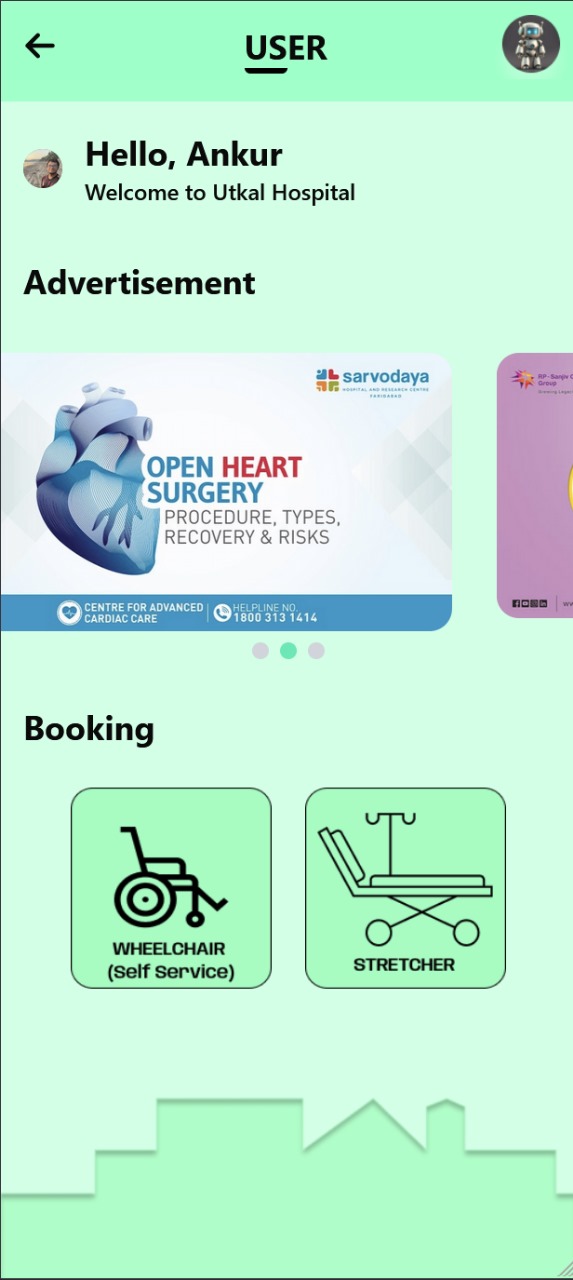 USER
Hello, Ankur
Welcome to Utkal Hospital
Advertisement
sarvodaya
HOSPITAL AND RESEARCH CENTRE
FARIDABAD
OPEN HEART
SURGERY
PROCEDURE, TYPES,
RECOVERY & RISKS
CENTRE FOR ADVANCED
CARDIAC CARE
HELPLINE NO.
1800 313 1414
RP-Sanjiv G
Group
Growing Legac
Booking
WHEELCHAIR
(Self Service)
STRETCHER